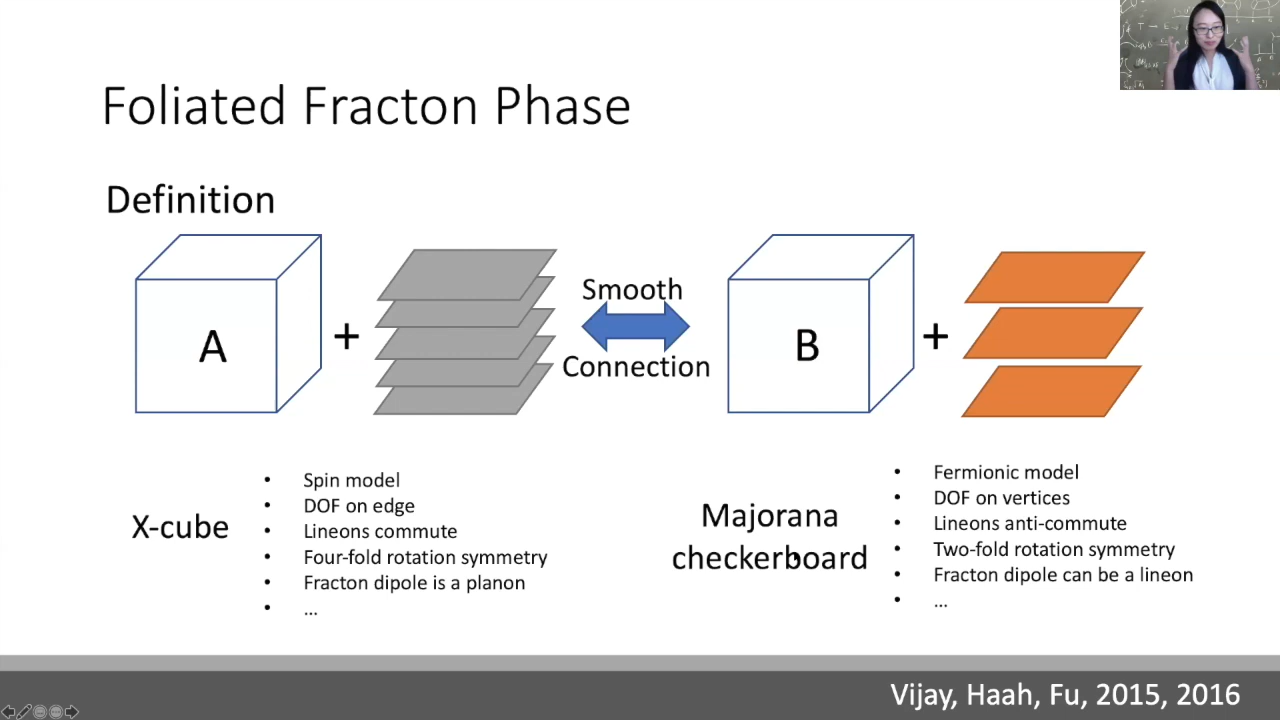 Foliated Fracton Phase
Definition
A
+
Smooth
Connection
B
+
X-cube
• Spin model
• DOF on edge
• Lineons commute
• Four-fold rotation symmetry
• Fracton dipole is a planon
• ...
Majorana
checkerboard
• Fermionic model
• DOF on vertices
• Lineons anti-commute
• Two-fold rotation symmetry
• Fracton dipole can be a lineon
• ...
Vijay, Haah, Fu, 2015, 2016